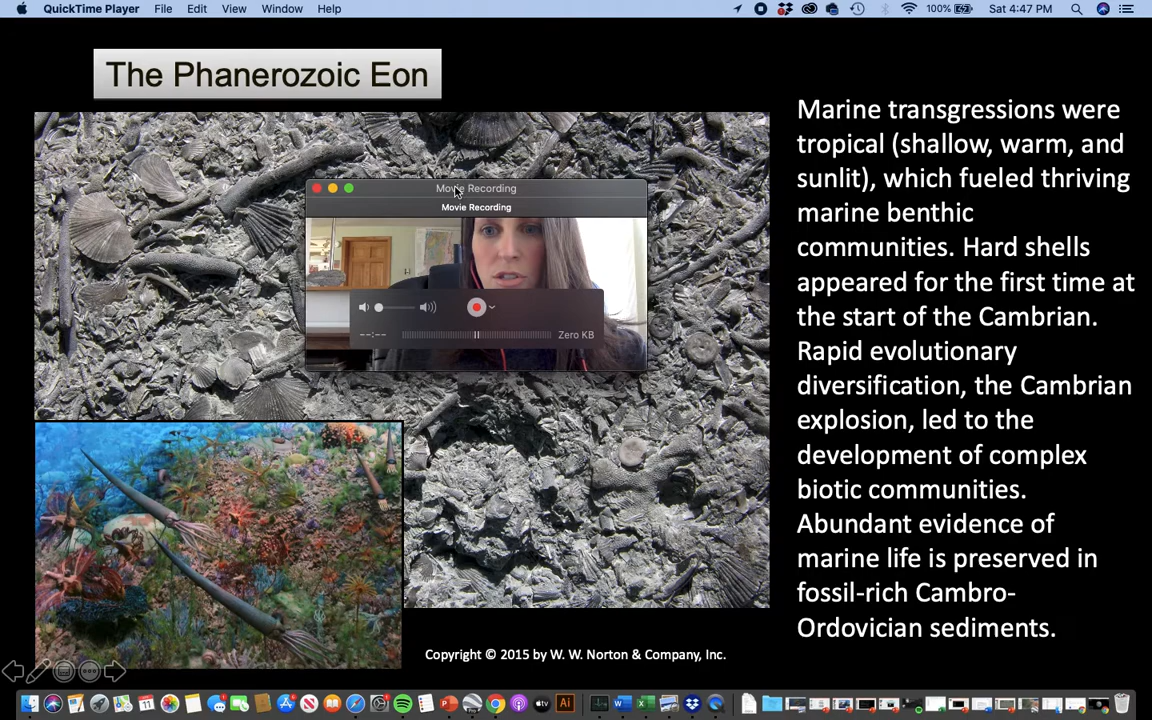 QuickTime Player File Edit View Window Help 100% Sat 4:47 PM
The Phanerozoic Eon
Movie Recording
Movie Recording
--:-- Zero KB
Marine transgressions were
tropical (shallow, warm, and
sunlit), which fueled thriving
marine benthic
communities. Hard shells
appeared for the first time at
the start of the Cambrian.
Rapid evolutionary
diversification, the Cambrian
explosion, led to the
development of complex
biotic communities.
Abundant evidence of
marine life is preserved in
fossil-rich Cambro-
Ordovician sediments.
Copyright © 2015 by W. W. Norton & Company, Inc.